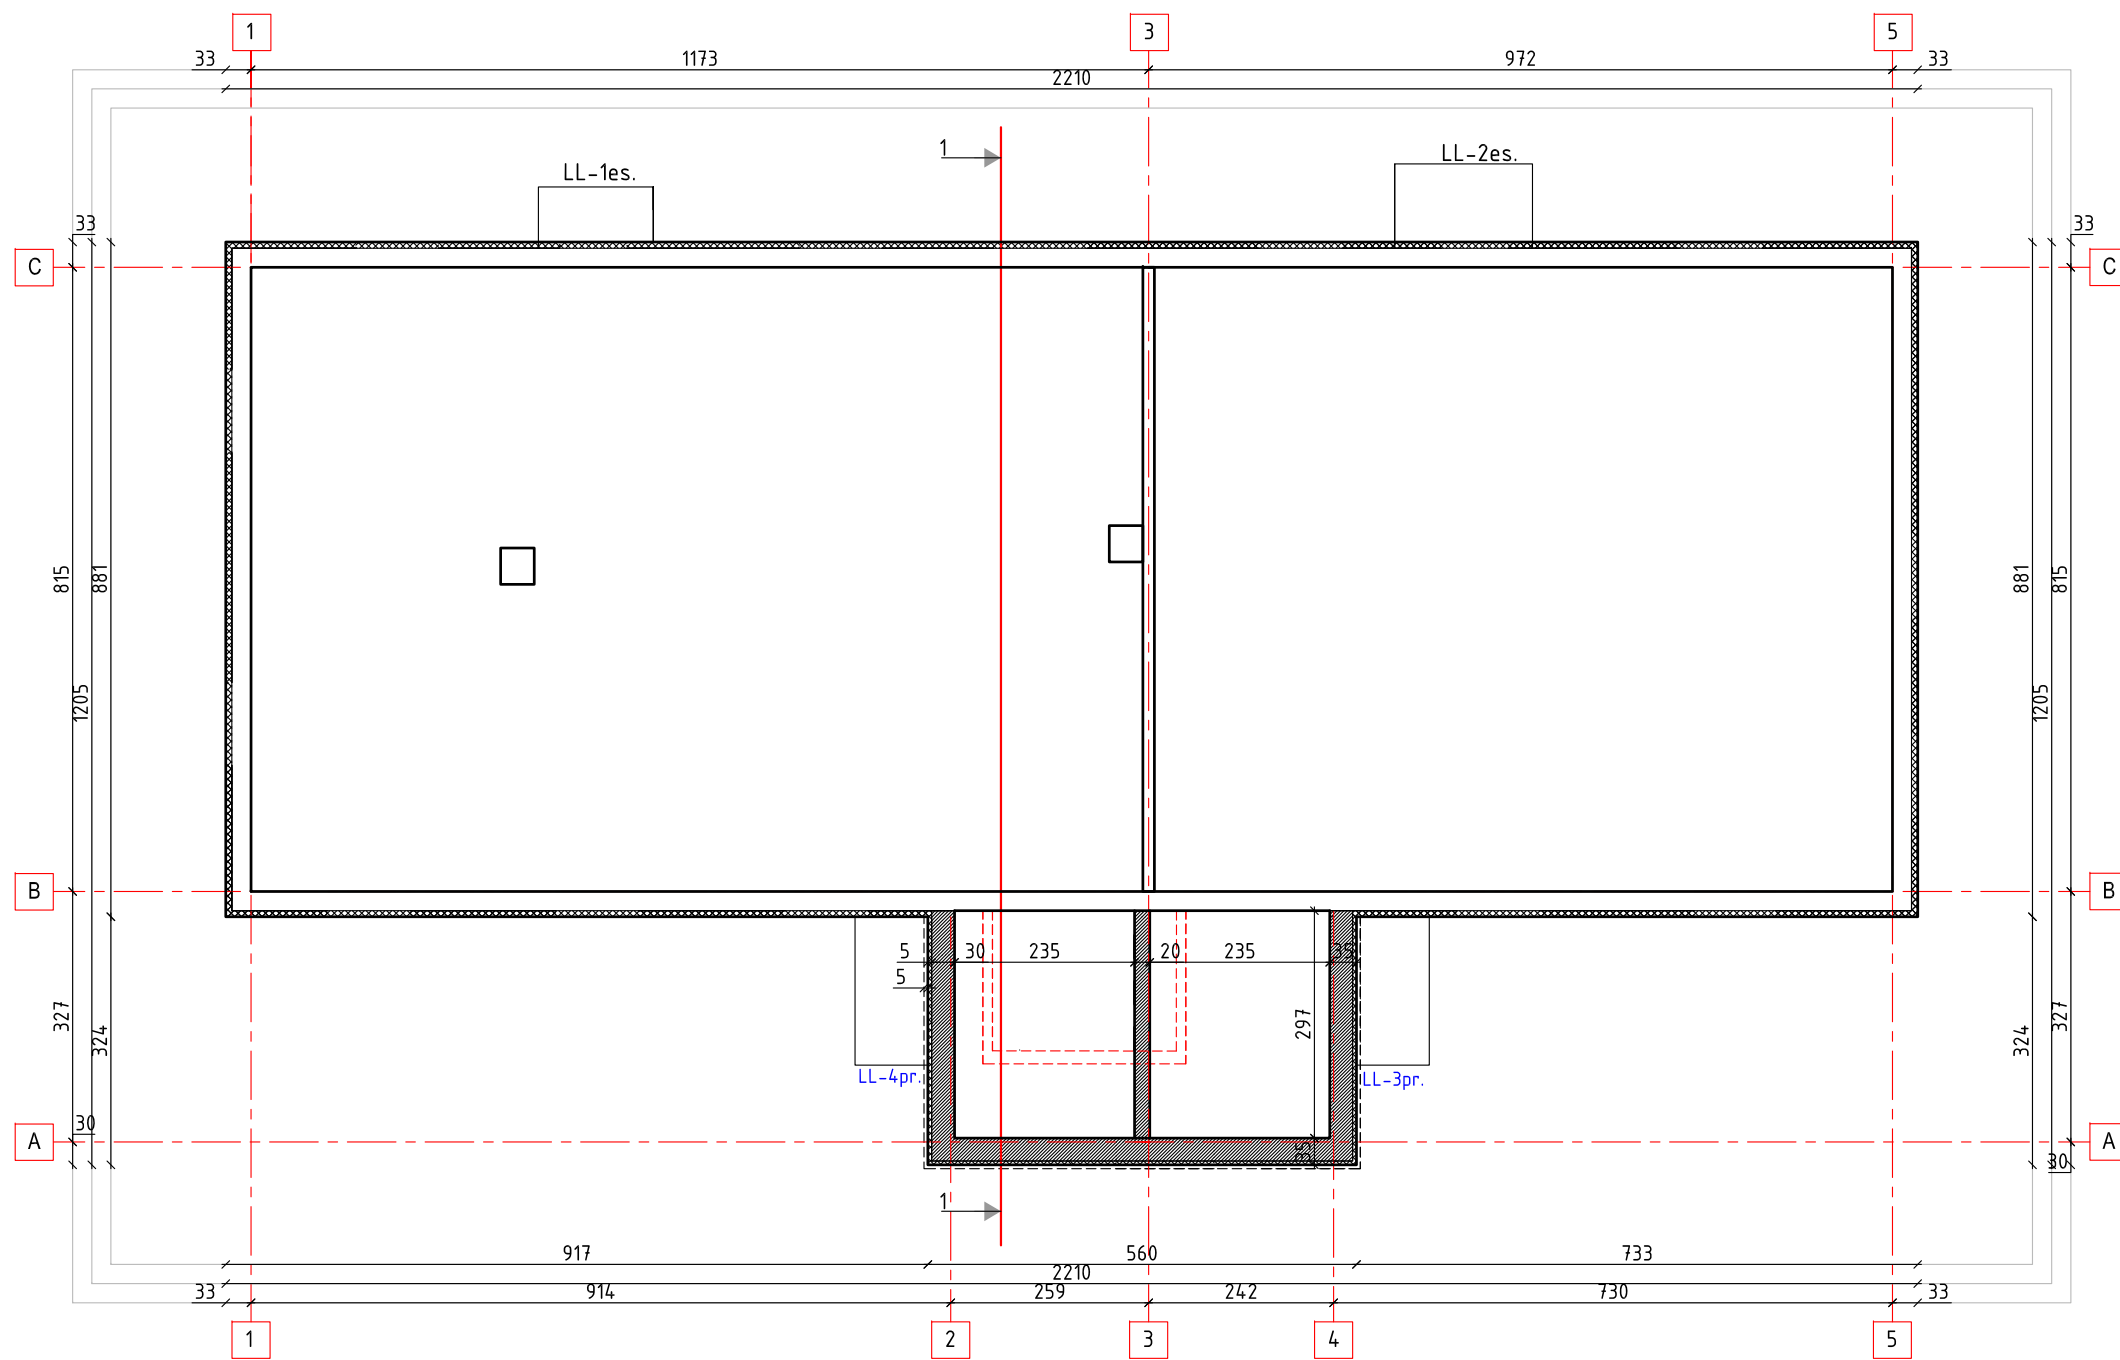 1 3 5
33 1173 972 33
2210
1
LL-1es.
LL-2es.
33 33
C C
815 881 881 815
1205 1205
B B
5 30 235 20 235 35
5
327 324 297 324 327
LL-4pr. LL-3pr.
30
A A
35
30
1
917 560 733
2210
33 914 259 242 730 33
1 2 3 4 5